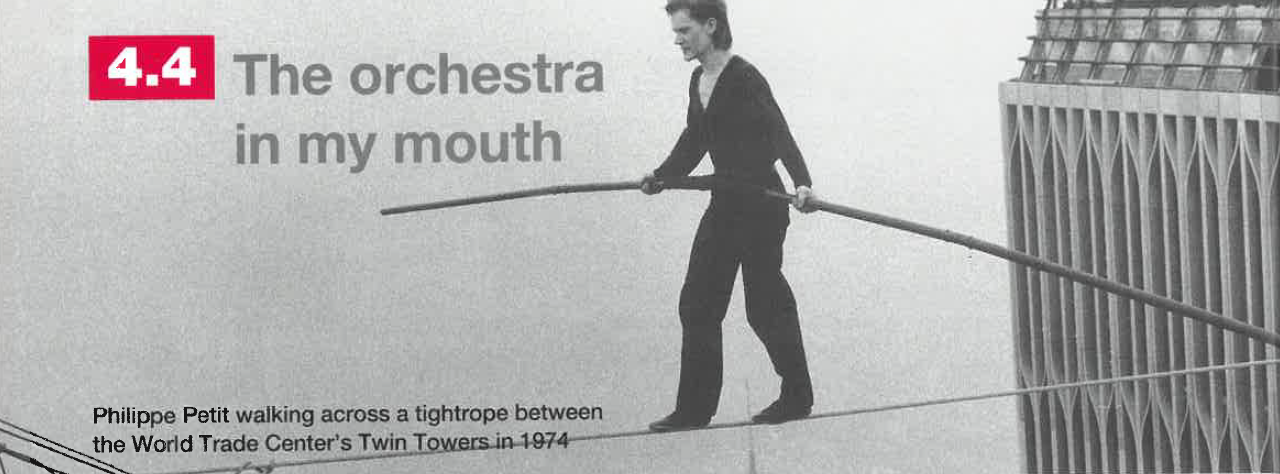 4.4 The orchestra
in my mouth
Philippe Petit walking across a tightrope between
the World Trade Center's Twin Towers in 1974